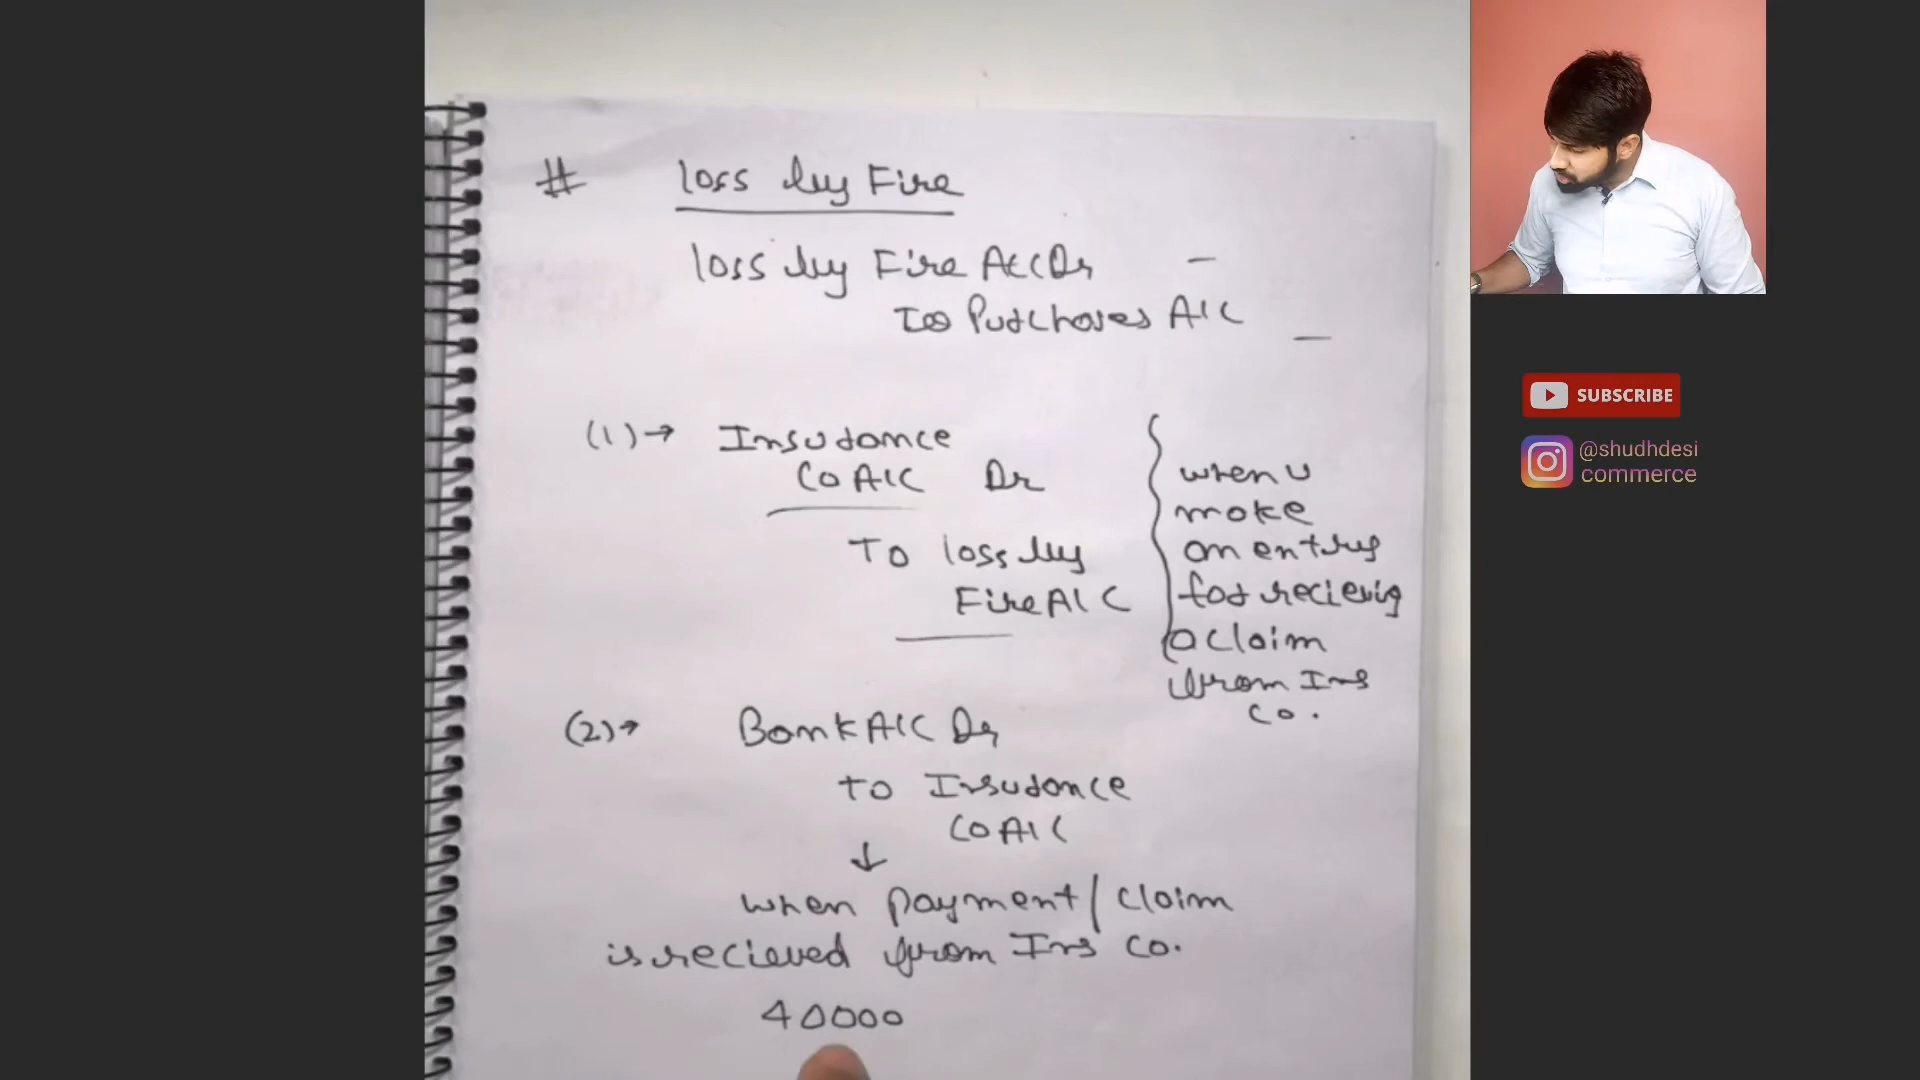 # loss by Fire
loss by Fire A/C Dr -
To Purchases A/C -
(1)→ Insurance
Co A/C Dr
To loss by
Fire A/C
when u
make
an entry
for recieving
a claim
from Ins
Co.
(2)→ Bank A/C Dr
to Insurance
Co A/C
↓
when payment/claim
is recieved from Ins Co.
40000
SUBSCRIBE
@shudhdesi
commerce